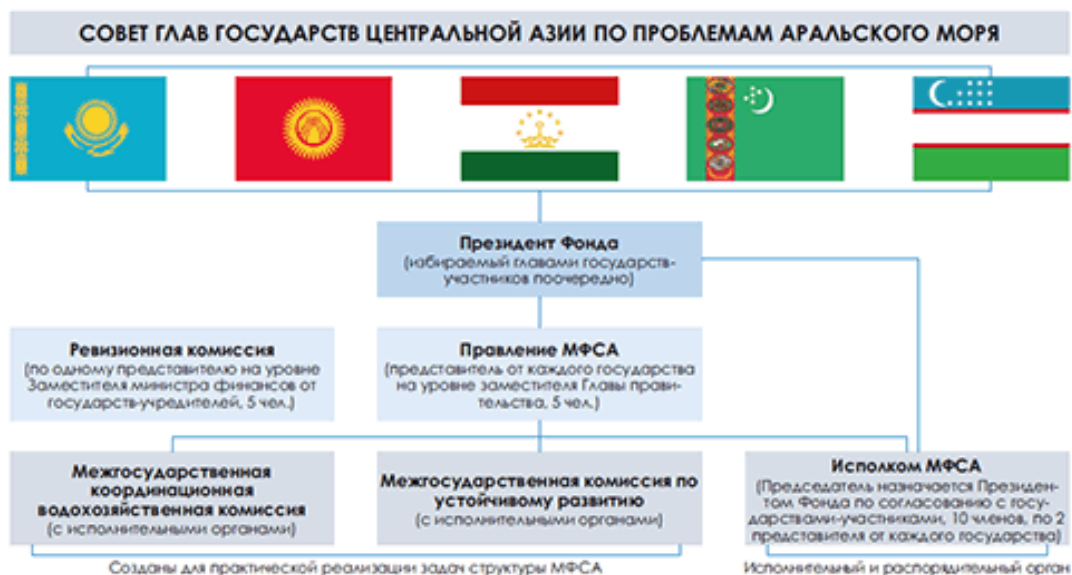 СОВЕТ ГЛАВ ГОСУДАРСТВ ЦЕНТРАЛЬНОЙ АЗИИ ПО ПРОБЛЕМАМ АРАЛЬСКОГО МОРЯ
Президент Фонда
(избираемый главами государств-
участников поочередно)
Ревизионная комиссия
(по одному представителю на уровне
Заместителя министра финансов от
государств-учредителей, 5 чел.)
Правление МФСА
(представитель от каждого государства
на уровне заместителя Главы прави-
тельства, 5 чел.)
Межгосударственная
координационная
водохозяйственная комиссия
(с исполнительными органами)
Межгосударственная комиссия по
устойчивому развитию
(с исполнительными органами)
Исполком МФСА
(Председатель назначается Президен-
том Фонда по согласованию с госу-
дарствами-участниками, 10 членов, по 2
представителя от каждого государства)
Созданы для практической реализации задач структуры МФСА
Исполнительный и распорядительный орган